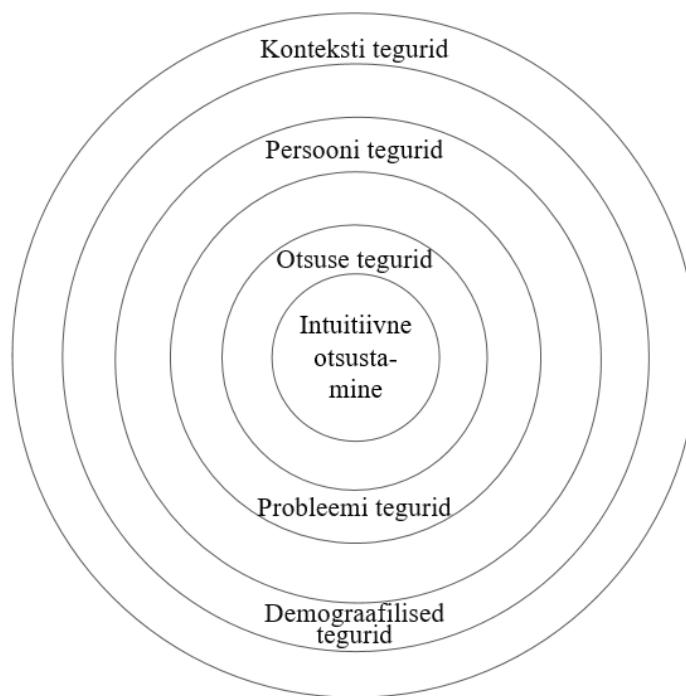 Konteksti tegurid
Persooni tegurid
Otsuse tegurid
Intuitiivne
otsusta-
mine
Probleemi tegurid
Demograafilised
tegurid